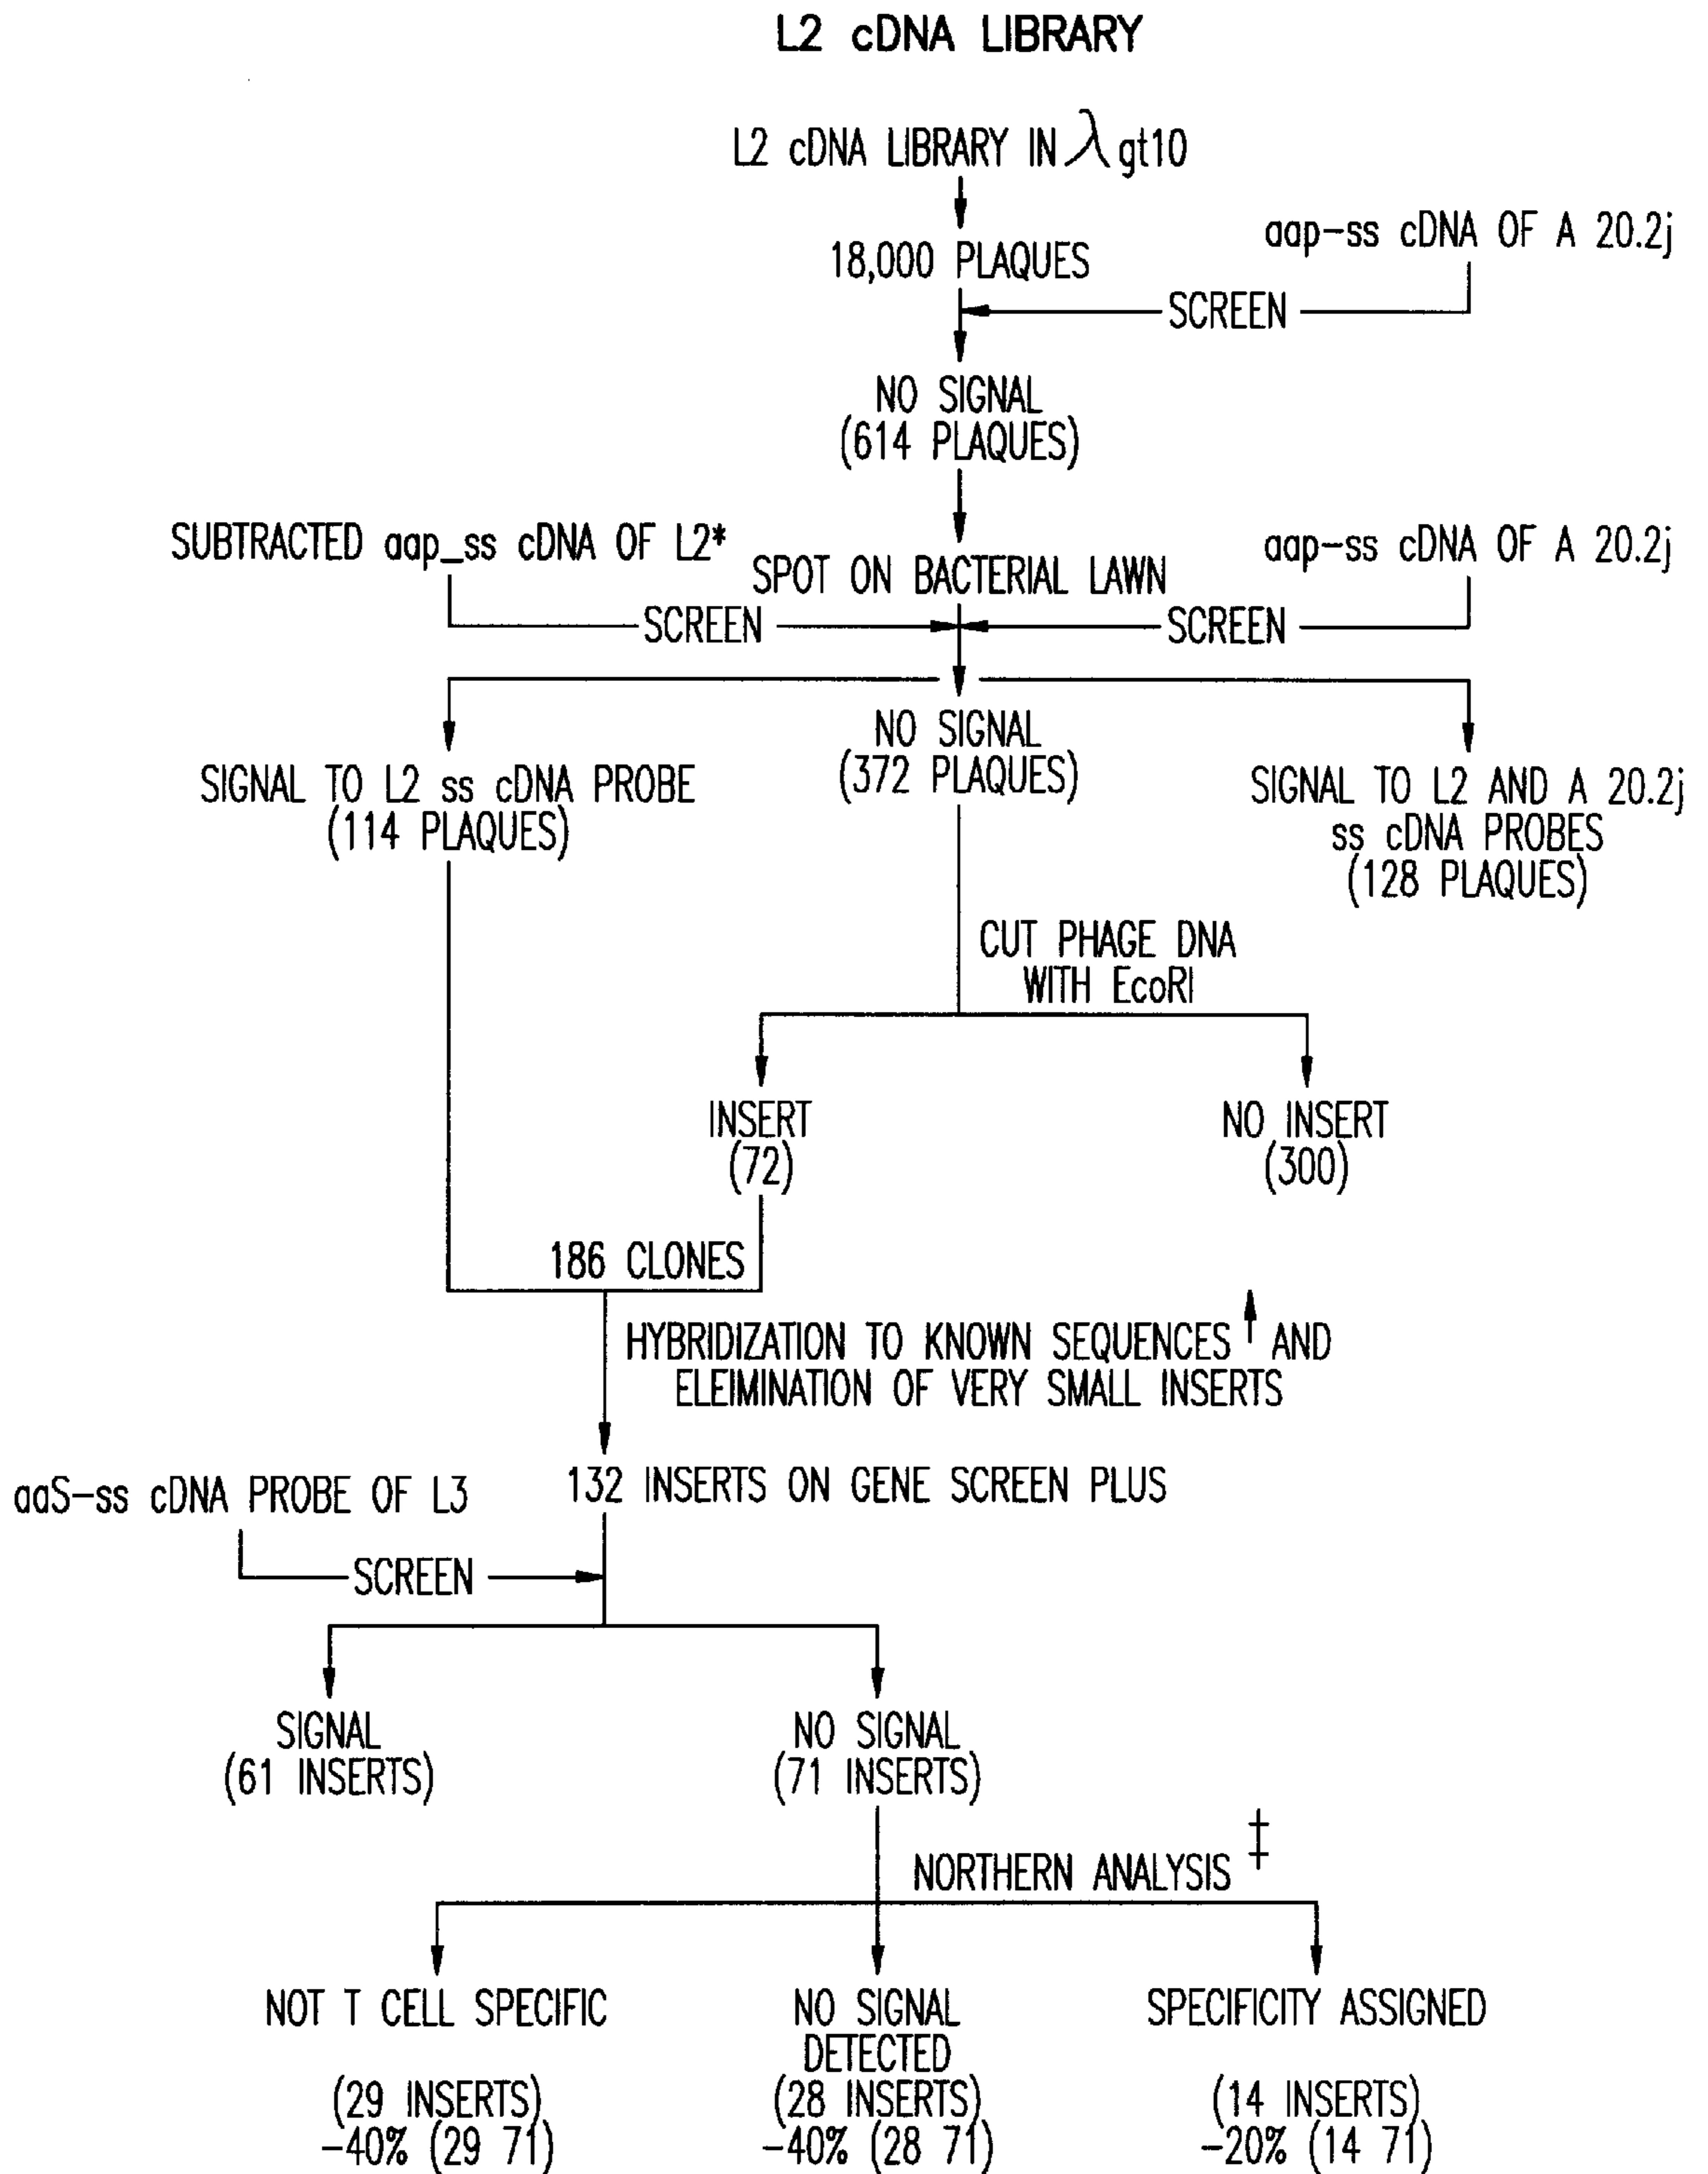 L2 cDNA LIBRARY
L2 cDNA LIBRARY IN λ gt10
18,000 PLAQUES
aap-ss cDNA OF A 20.2j
SCREEN
NO SIGNAL
(614 PLAQUES)
SUBTRACTED aap_ss cDNA OF L2*
aap-ss cDNA OF A 20.2j
SPOT ON BACTERIAL LAWN
SCREEN
SCREEN
SIGNAL TO L2 ss cDNA PROBE
(114 PLAQUES)
NO SIGNAL
(372 PLAQUES)
SIGNAL TO L2 AND A 20.2j
ss cDNA PROBES
(128 PLAQUES)
CUT PHAGE DNA
WITH EcoRI
INSERT
(72)
NO INSERT
(300)
186 CLONES
HYBRIDIZATION TO KNOWN SEQUENCES † AND
ELEIMINATION OF VERY SMALL INSERTS
aaS-ss cDNA PROBE OF L3
132 INSERTS ON GENE SCREEN PLUS
SCREEN
SIGNAL
(61 INSERTS)
NO SIGNAL
(71 INSERTS)
NORTHERN ANALYSIS ‡
NOT T CELL SPECIFIC
(29 INSERTS)
-40% (29 71)
NO SIGNAL
DETECTED
(28 INSERTS)
-40% (28 71)
SPECIFICITY ASSIGNED
(14 INSERTS)
-20% (14 71)